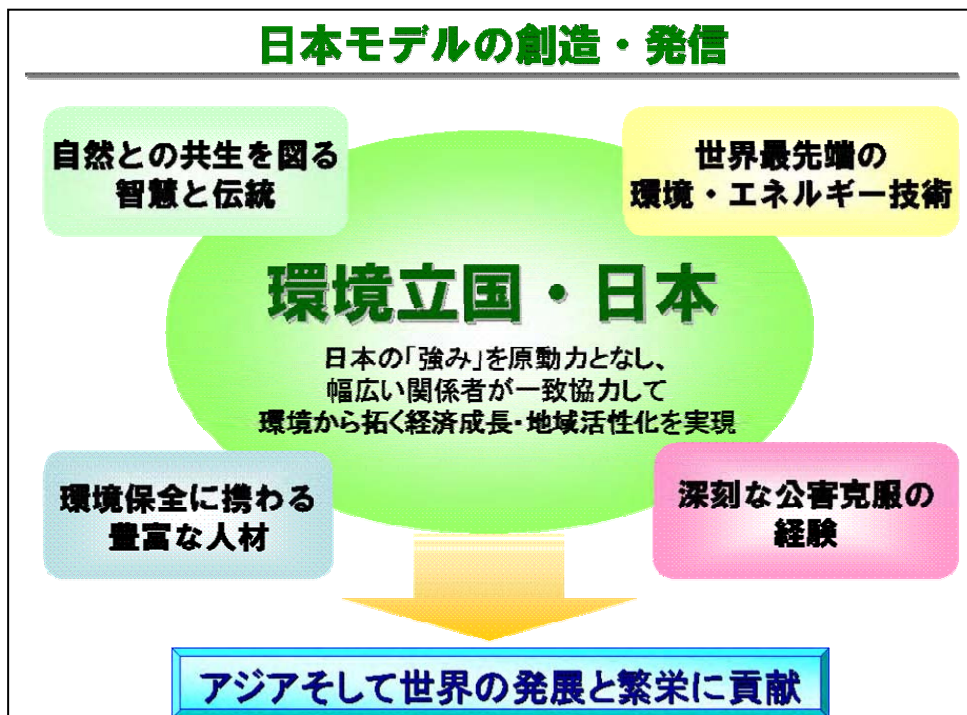 日本モデルの創造・発信
自然との共生を図る
智慧と伝統
世界最先端の
環境・エネルギー技術
環境立国・日本
日本の「強み」を原動力となし、
幅広い関係者が一致協力して
環境から拓く経済成長・地域活性化を実現
環境保全に携わる
豊富な人材
深刻な公害克服の
経験
アジアそして世界の発展と繁栄に貢献